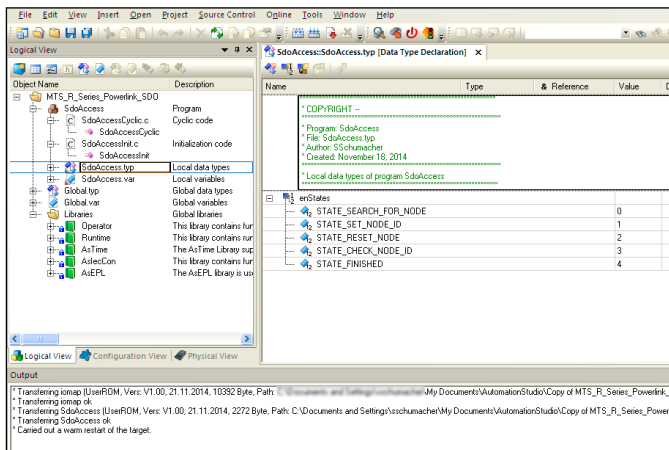 File Edit View Insert Open Project Source Control Online Tools Window Help
Logical View
SdoAccess::SdoAccess.typ [Data Type Declaration]
Object Name Description
Name Type & Reference Value D
MTS_R_Series_Powerlink_SDO
SdoAccess Program
SdoAccessCyclic.c Cyclic code
SdoAccessCyclic
SdoAccessInit.c Initialization code
SdoAccessInit
SdoAccess.typ Local data types
SdoAccess.var Local variables
Global.typ Global data types
Global.var Global variables
Libraries Global libraries
Operator This library contains fur
Runtime This library contains fur
AsTime The AsTime Library sup
AsIecCon This library contains fur
AsEPL The AsEPL library is use
* COPYRIGHT --
* Program: SdoAccess
* File: SdoAccess.typ
* Author: SSchumacher
* Created: November 18, 2014
* Local data types of program SdoAccess
enStates
STATE_SEARCH_FOR_NODE 0
STATE_SET_NODE_ID 1
STATE_RESET_NODE 2
STATE_CHECK_NODE_ID 3
STATE_FINISHED 4
Logical View Configuration View Physical View
Output
* Transferring iomap (UserROM, Vers: V1.00, 21.11.2014, 10392 Byte, Path: \My Documents\AutomationStudio\Copy of MTS_R_Series_Powerlink_
* Transferring iomap ok
* Transferring SdoAccess (UserROM, Vers: V1.00, 21.11.2014, 2272 Byte, Path: C:\Documents and Settings\sschumacher\My Documents\AutomationStudio\Copy of MTS_R_Series_Power
* Transferring SdoAccess ok
* Carried out a warm restart of the target.